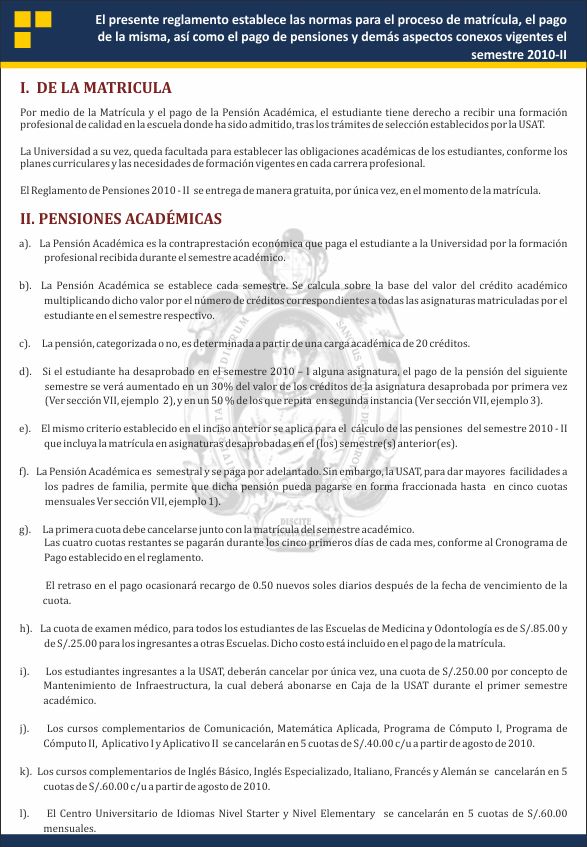 El presente reglamento establece las normas para el proceso de matrícula, el pago
de la misma, así como el pago de pensiones y demás aspectos conexos vigentes el
semestre 2010-II
I. DE LA MATRICULA
Por medio de la Matrícula y el pago de la Pensión Académica, el estudiante tiene derecho a recibir una formación
profesional de calidad en la escuela donde ha sido admitido, tras los trámites de selección establecidos por la USAT.
La Universidad a su vez, queda facultada para establecer las obligaciones académicas de los estudiantes, conforme los
planes curriculares y las necesidades de formación vigentes en cada carrera profesional.
El Reglamento de Pensiones 2010 - II se entrega de manera gratuita, por única vez, en el momento de la matrícula.
II. PENSIONES ACADÉMICAS
a). La Pensión Académica es la contraprestación económica que paga el estudiante a la Universidad por la formación
profesional recibida durante el semestre académico.
b). La Pensión Académica se establece cada semestre. Se calcula sobre la base del valor del crédito académico
multiplicando dicho valor por el número de créditos correspondientes a todas las asignaturas matriculadas por el
estudiante en el semestre respectivo.
c). La pensión, categorizada o no, es determinada a partir de una carga académica de 20 créditos.
d). Si el estudiante ha desaprobado en el semestre 2010 – I alguna asignatura, el pago de la pensión del siguiente
semestre se verá aumentado en un 30% del valor de los créditos de la asignatura desaprobada por primera vez
(Ver sección VII, ejemplo 2), y en un 50 % de los que repita en segunda instancia (Ver sección VII, ejemplo 3).
e). El mismo criterio establecido en el inciso anterior se aplica para el cálculo de las pensiones del semestre 2010 - II
que incluya la matrícula en asignaturas desaprobadas en el (los) semestre(s) anterior(es).
f). La Pensión Académica es semestral y se paga por adelantado. Sin embargo, la USAT, para dar mayores facilidades a
los padres de familia, permite que dicha pensión pueda pagarse en forma fraccionada hasta en cinco cuotas
mensuales Ver sección VII, ejemplo 1).
g). La primera cuota debe cancelarse junto con la matrícula del semestre académico.
Las cuatro cuotas restantes se pagarán durante los cinco primeros días de cada mes, conforme al Cronograma de
Pago establecido en el reglamento.
El retraso en el pago ocasionará recargo de 0.50 nuevos soles diarios después de la fecha de vencimiento de la
cuota.
h). La cuota de examen médico, para todos los estudiantes de las Escuelas de Medicina y Odontología es de S/.85.00 y
de S/.25.00 para los ingresantes a otras Escuelas. Dicho costo está incluido en el pago de la matrícula.
i). Los estudiantes ingresantes a la USAT, deberán cancelar por única vez, una cuota de S/.250.00 por concepto de
Mantenimiento de Infraestructura, la cual deberá abonarse en Caja de la USAT durante el primer semestre
académico.
j). Los cursos complementarios de Comunicación, Matemática Aplicada, Programa de Cómputo I, Programa de
Cómputo II, Aplicativo I y Aplicativo II se cancelarán en 5 cuotas de S/.40.00 c/u a partir de agosto de 2010.
k). Los cursos complementarios de Inglés Básico, Inglés Especializado, Italiano, Francés y Alemán se cancelarán en 5
cuotas de S/.60.00 c/u a partir de agosto de 2010.
l). El Centro Universitario de Idiomas Nivel Starter y Nivel Elementary se cancelarán en 5 cuotas de S/.60.00
mensuales.